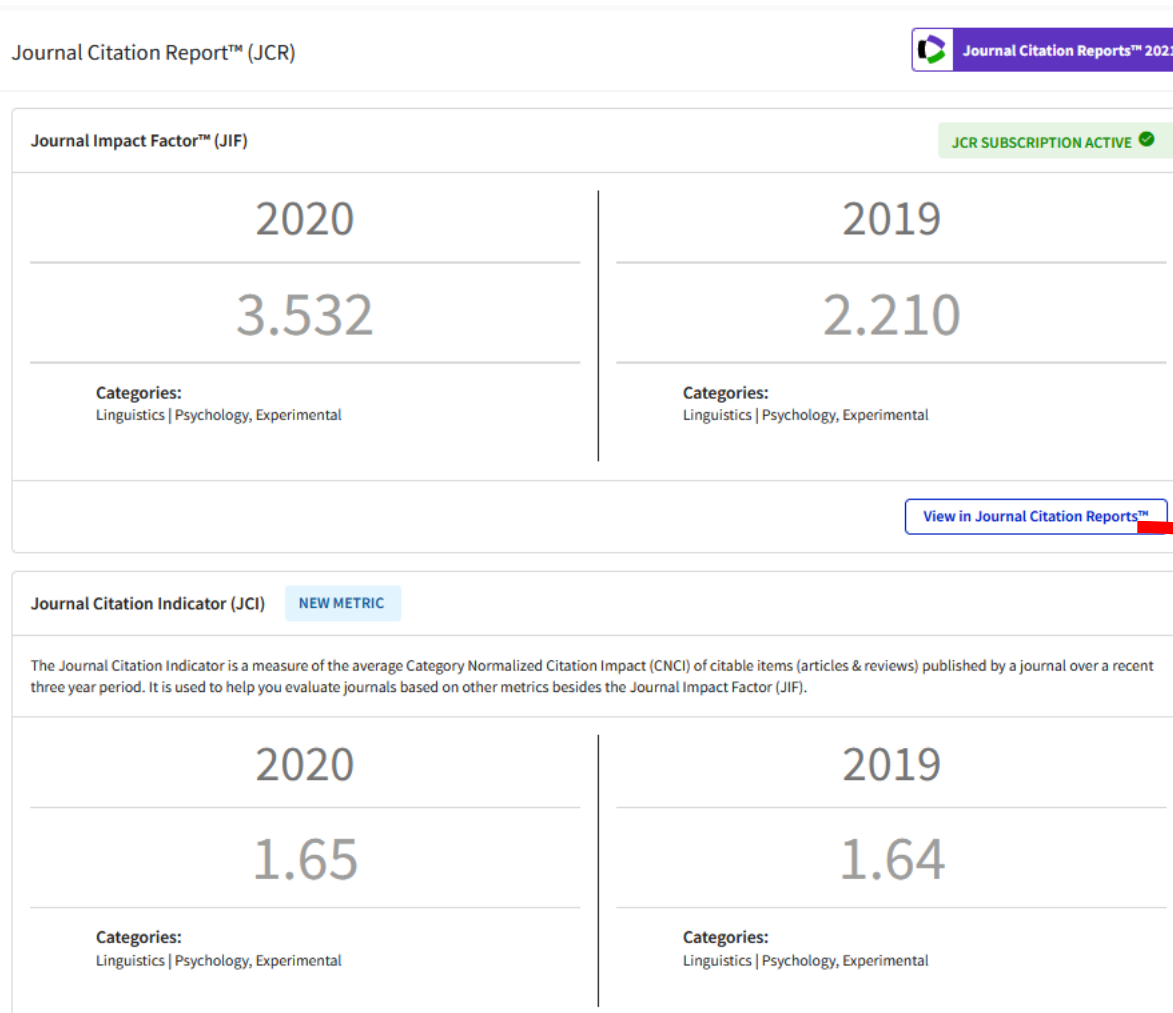 Journal Citation Report™ (JCR)
Journal Citation Reports™ 2021
Journal Impact Factor™ (JIF)
JCR SUBSCRIPTION ACTIVE
2020
2019
3.532
2.210
Categories:
Linguistics | Psychology, Experimental
Categories:
Linguistics | Psychology, Experimental
View in Journal Citation Reports™
Journal Citation Indicator (JCI)
NEW METRIC
The Journal Citation Indicator is a measure of the average Category Normalized Citation Impact (CNCI) of citable items (articles & reviews) published by a journal over a recent
three year period. It is used to help you evaluate journals based on other metrics besides the Journal Impact Factor (JIF).
2020
2019
1.65
1.64
Categories:
Linguistics | Psychology, Experimental
Categories:
Linguistics | Psychology, Experimental